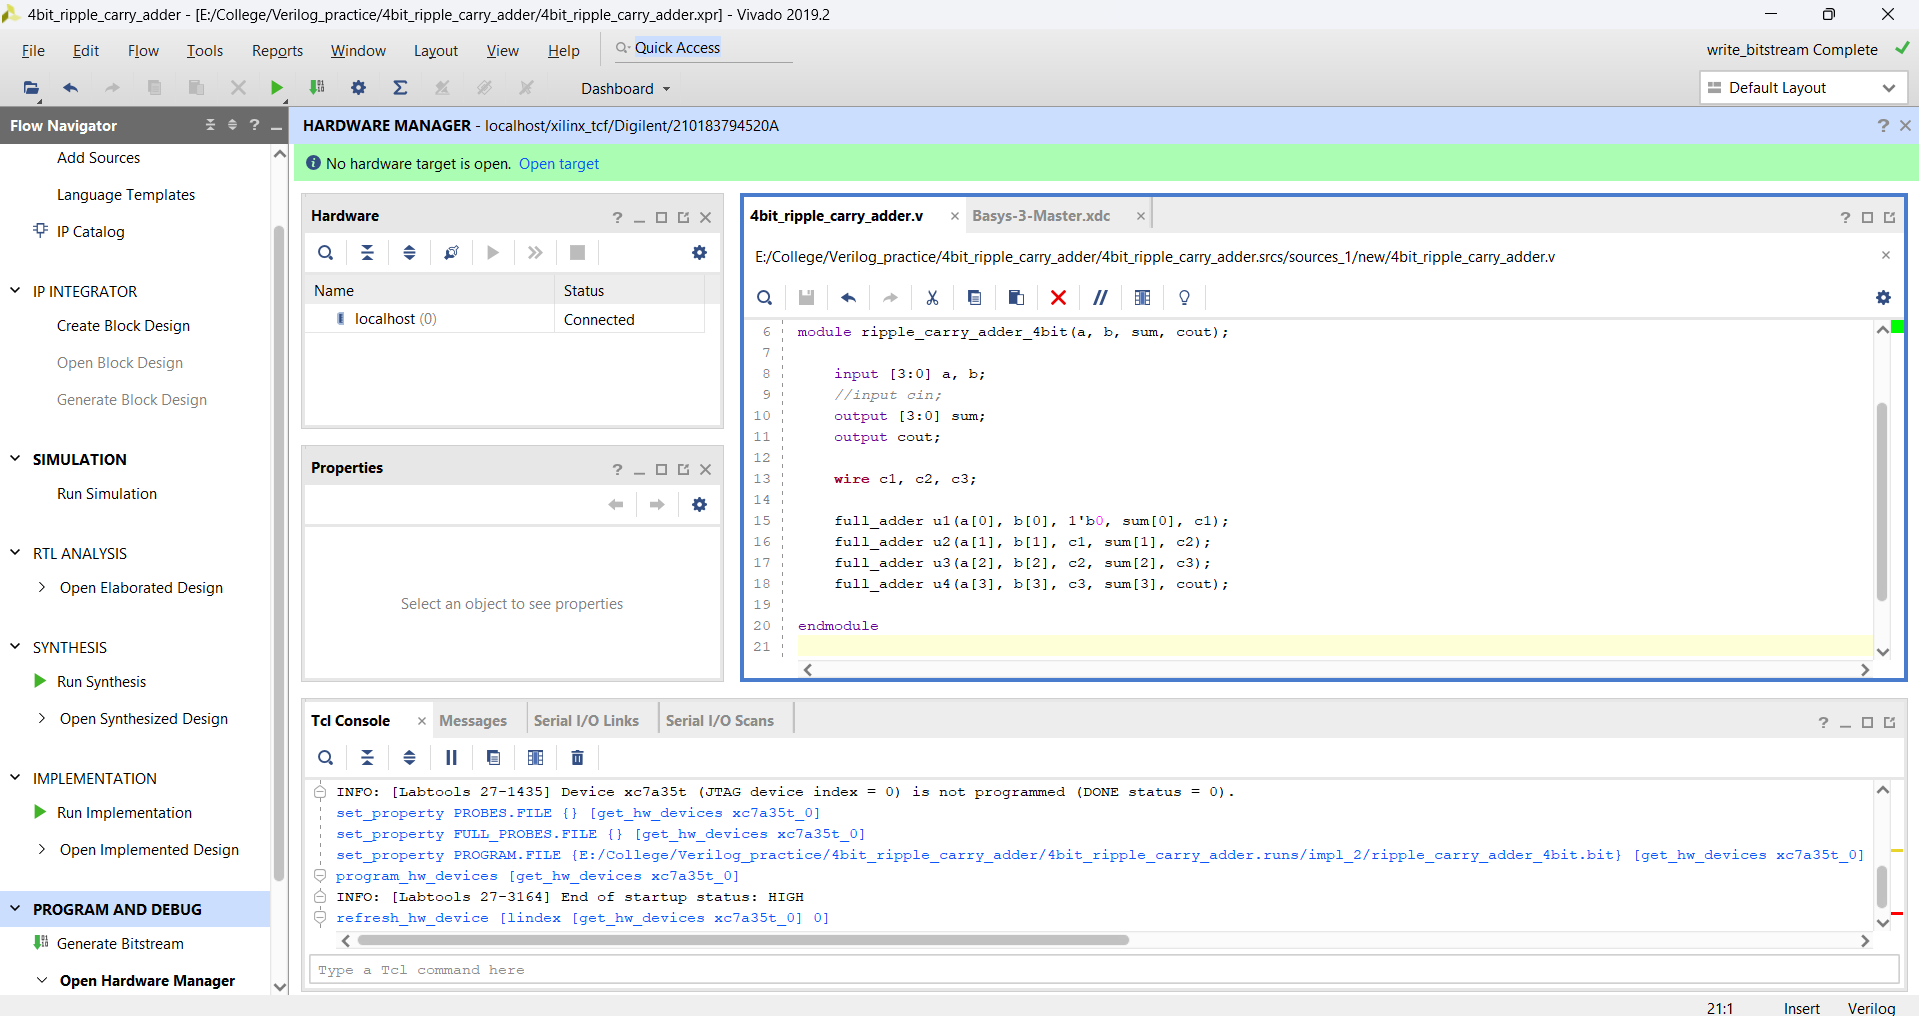 4bit_ripple_carry_adder - [E:/College/Verilog_practice/4bit_ripple_carry_adder/4bit_ripple_carry_adder.xpr] - Vivado 2019.2
File Edit Flow Tools Reports Window Layout View Help Quick Access
write_bitstream Complete
Dashboard
Default Layout
Flow Navigator
Add Sources
Language Templates
IP Catalog
IP INTEGRATOR
Create Block Design
Open Block Design
Generate Block Design
SIMULATION
Run Simulation
RTL ANALYSIS
Open Elaborated Design
SYNTHESIS
Run Synthesis
Open Synthesized Design
IMPLEMENTATION
Run Implementation
Open Implemented Design
PROGRAM AND DEBUG
Generate Bitstream
Open Hardware Manager
HARDWARE MANAGER - localhost/xilinx_tcf/Digilent/210183794520A
No hardware target is open. Open target
Hardware
Name Status
localhost (0) Connected
Properties
Select an object to see properties
4bit_ripple_carry_adder.v Basys-3-Master.xdc
E:/College/Verilog_practice/4bit_ripple_carry_adder/4bit_ripple_carry_adder.srcs/sources_1/new/4bit_ripple_carry_adder.v
6 module ripple_carry_adder_4bit(a, b, sum, cout);
7
8 input [3:0] a, b;
9 //input cin;
10 output [3:0] sum;
11 output cout;
12
13 wire c1, c2, c3;
14
15 full_adder u1(a[0], b[0], 1'b0, sum[0], c1);
16 full_adder u2(a[1], b[1], c1, sum[1], c2);
17 full_adder u3(a[2], b[2], c2, sum[2], c3);
18 full_adder u4(a[3], b[3], c3, sum[3], cout);
19
20 endmodule
21
Tcl Console Messages Serial I/O Links Serial I/O Scans
INFO: [Labtools 27-1435] Device xc7a35t (JTAG device index = 0) is not programmed (DONE status = 0).
set_property PROBES.FILE {} [get_hw_devices xc7a35t_0]
set_property FULL_PROBES.FILE {} [get_hw_devices xc7a35t_0]
set_property PROGRAM.FILE {E:/College/Verilog_practice/4bit_ripple_carry_adder/4bit_ripple_carry_adder.runs/impl_2/ripple_carry_adder_4bit.bit} [get_hw_devices xc7a35t_0]
program_hw_devices [get_hw_devices xc7a35t_0]
INFO: [Labtools 27-3164] End of startup status: HIGH
refresh_hw_device [lindex [get_hw_devices xc7a35t_0] 0]
Type a Tcl command here
21:1 Insert Verilog